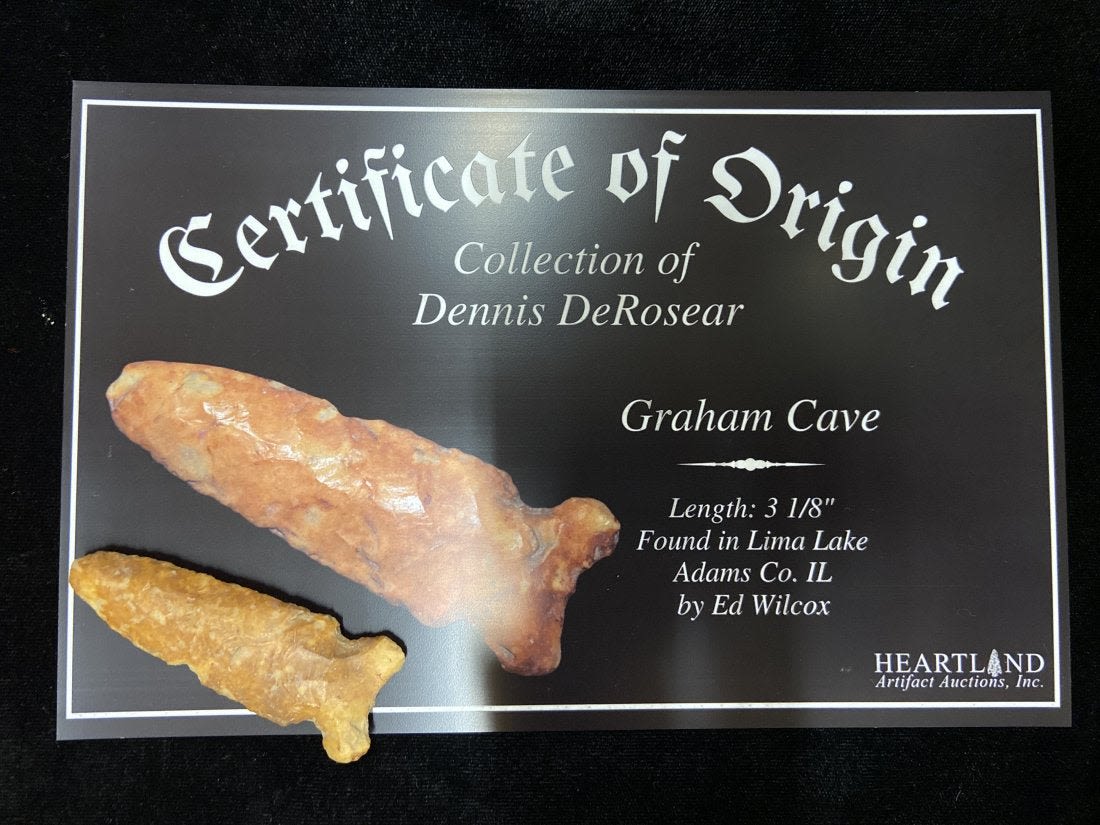 Certificate of Origin
Collection of
Dennis DeRosear
Graham Cave
Length: 3 1/8"
Found in Lima Lake
Adams Co. IL
by Ed Wilcox
HEARTLAND
Artifact Auctions, Inc.